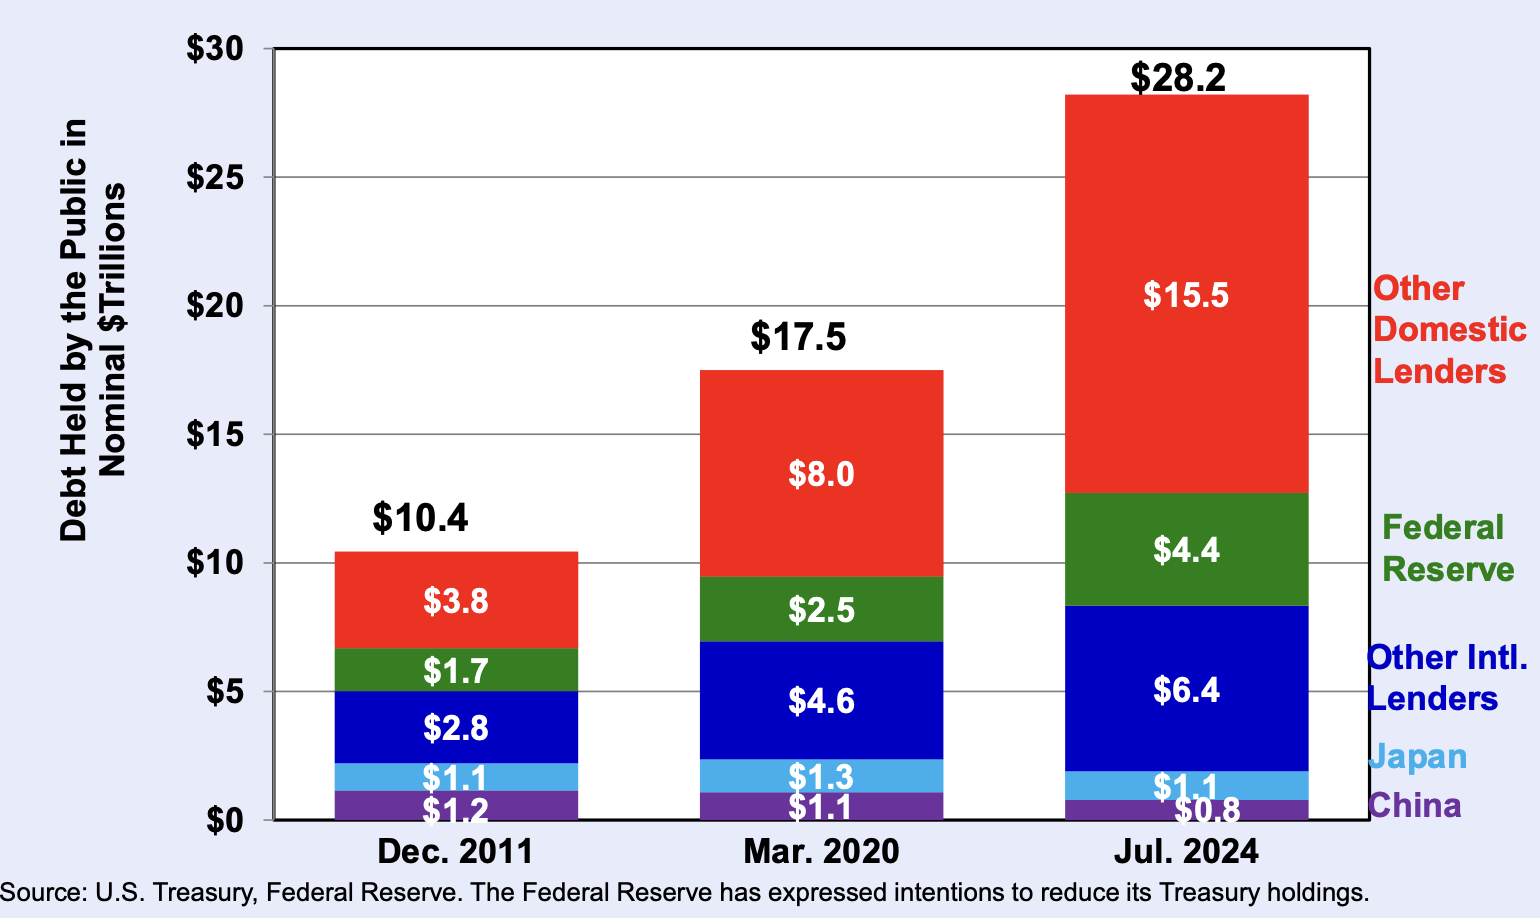 Debt Held by the Public in
Nominal $Trillions
$30
$25
$20
$15
$10
$5
$0
$10.4
$3.8
$1.7
$2.8
$1.1
$1.2
$17.5
$8.0
$2.5
$4.6
$1.3
$1.1
$28.2
$15.5
$4.4
$6.4
$1.1
$0.8
Other
Domestic
Lenders
Federal
Reserve
Other Intl.
Lenders
Japan
China
Dec. 2011
Mar. 2020
Jul. 2024
Source: U.S. Treasury, Federal Reserve. The Federal Reserve has expressed intentions to reduce its Treasury holdings.